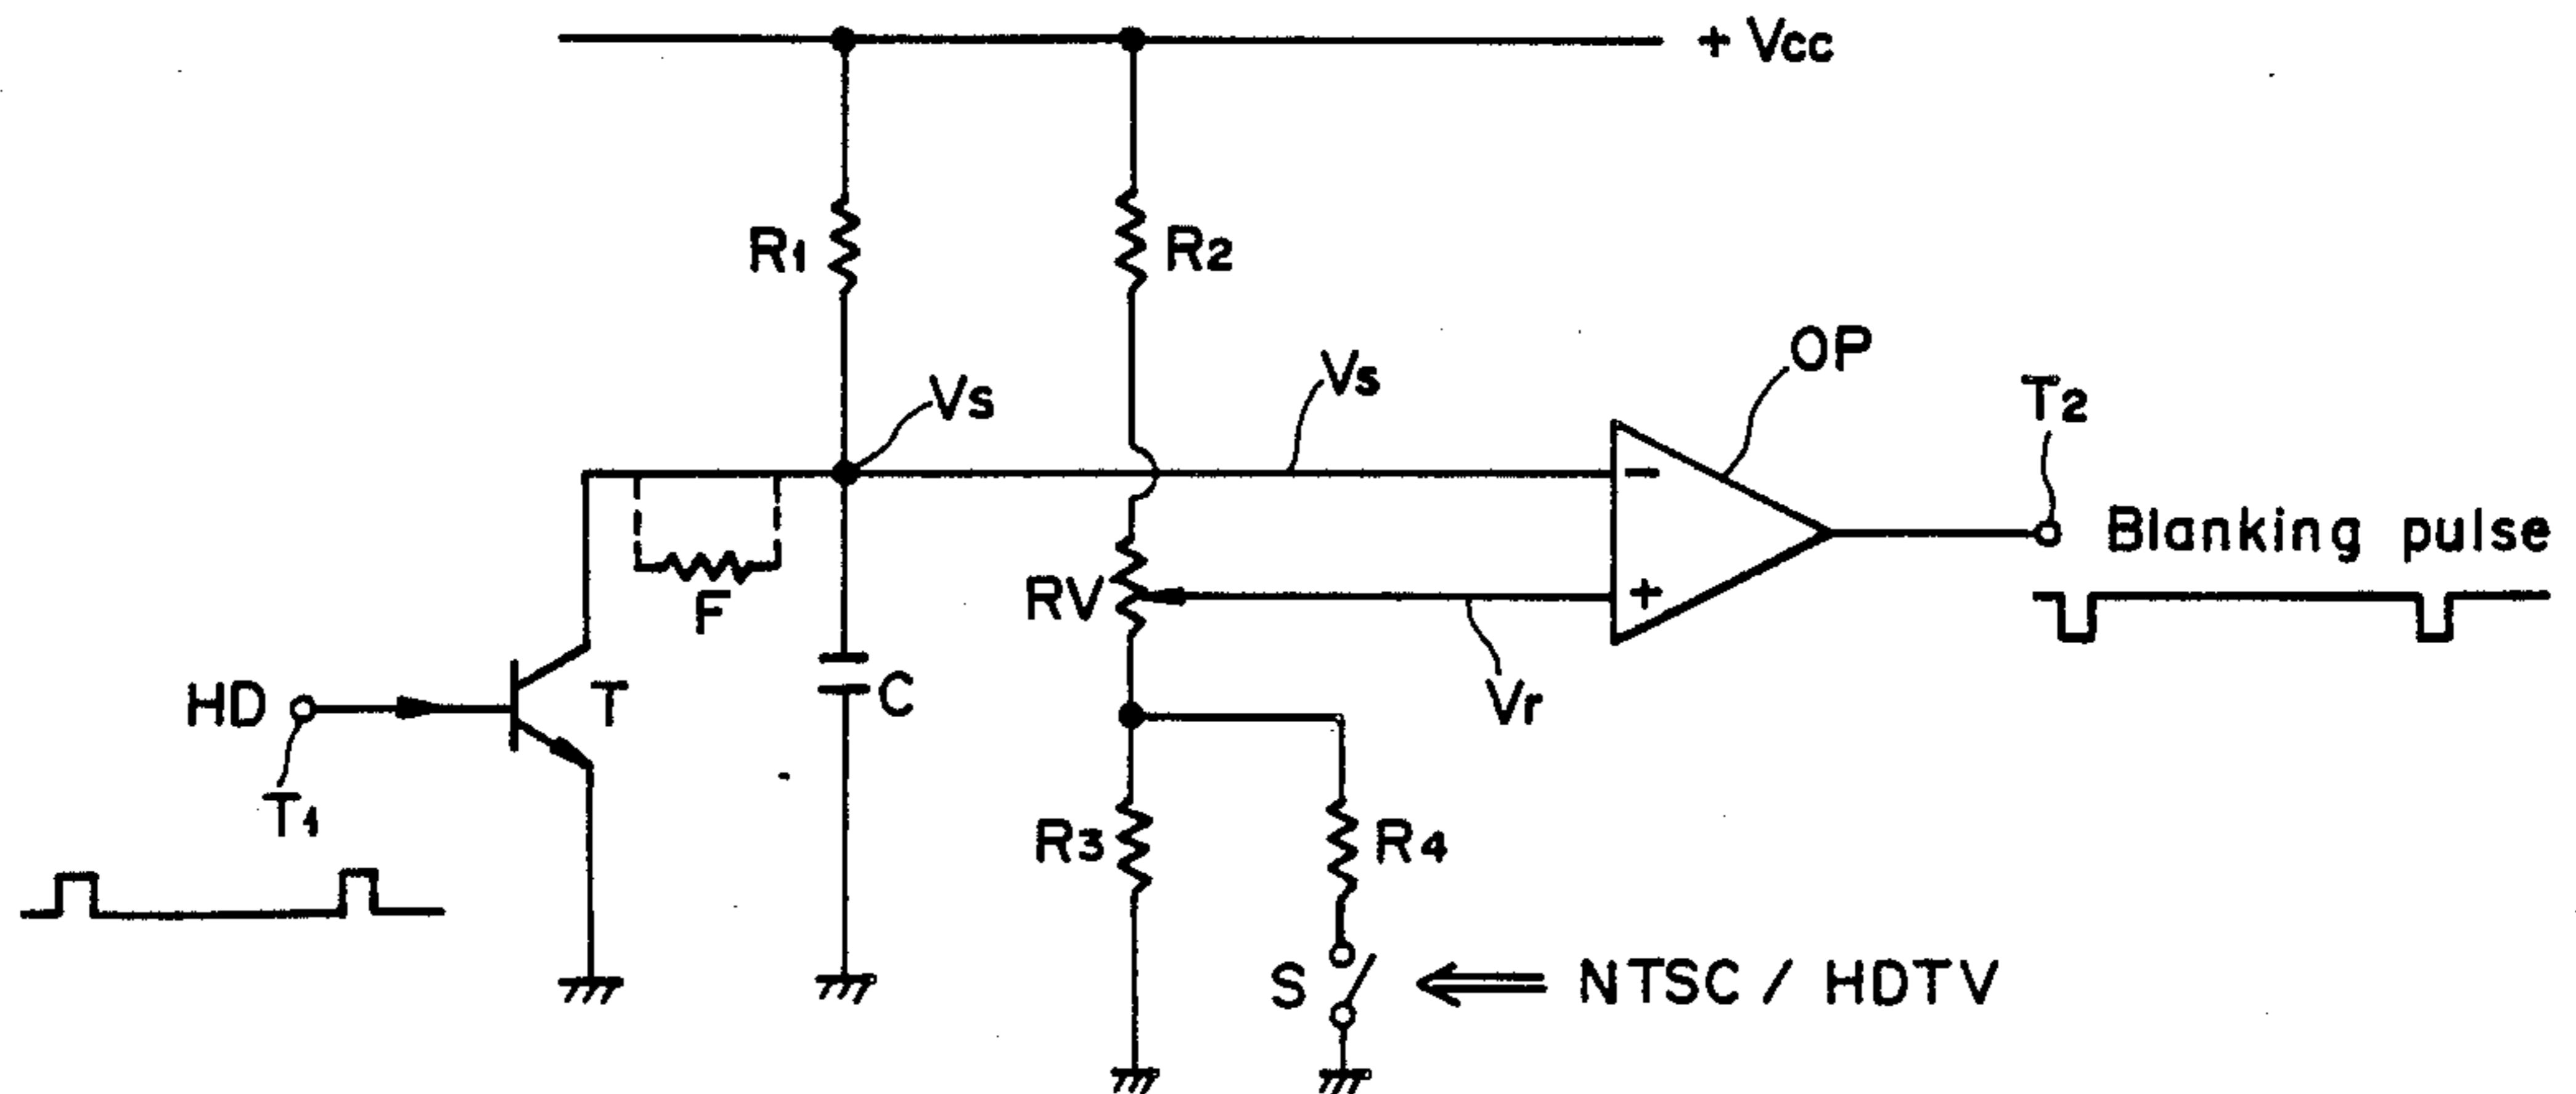 + Vcc
R1
R2
Vs
Vs
OP
T2
Blanking pulse
−
+
F
RV
HD
T
C
Vr
T1
R3
R4
S
NTSC / HDTV